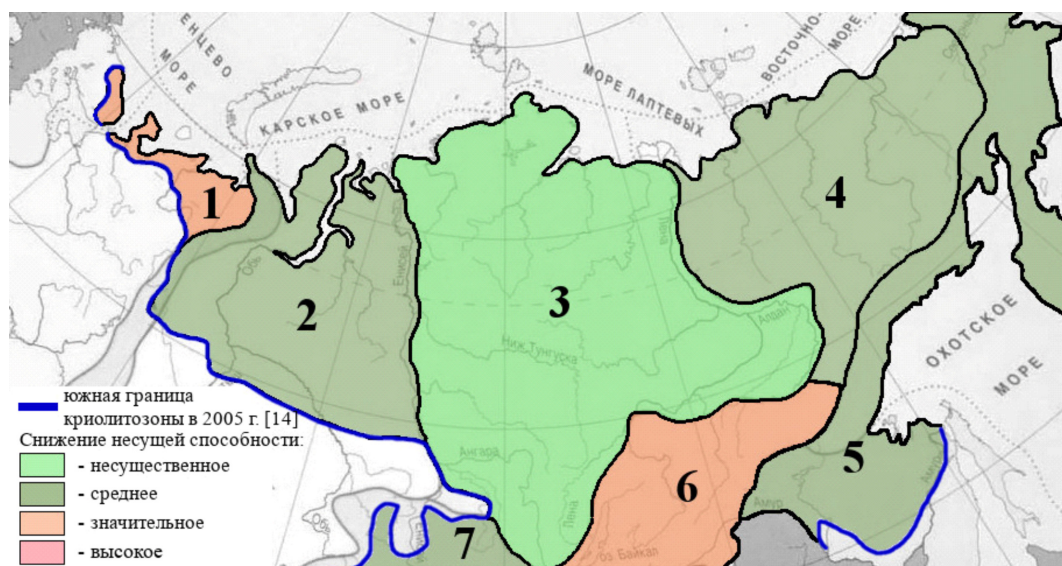 ЕНЦЕВО
МОРЕ
КАРСКОЕ МОРЕ
МОРЕ ЛАПТЕВЫХ
ВОСТОЧНО-
МОРЕ
1
2
3
4
5
6
7
Обь
Енисей
Лена
Алдан
Ниж.Тунгуска
Ангара
Лена
Обь
оз Байкал
Амур
Амур
ОХОТСКОЕ
МОРЕ
южная граница
криолитозоны в 2005 г. [14]
Снижение несущей способности:
- несущественное
- среднее
- значительное
- высокое